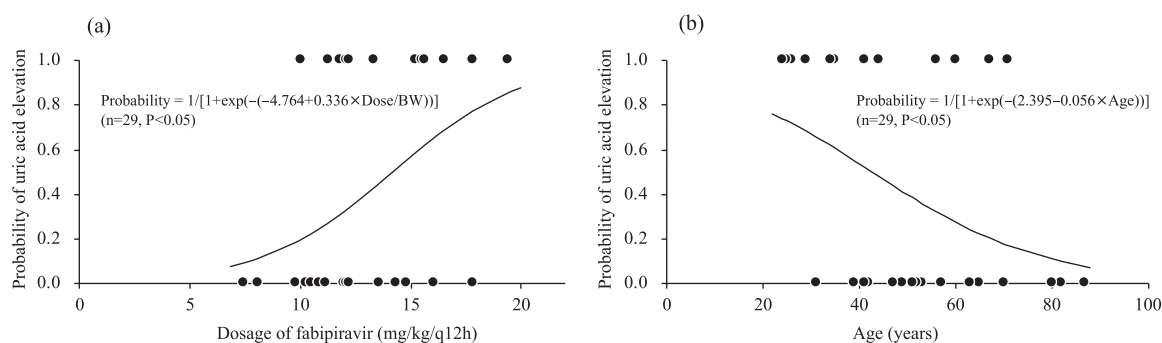 (a)
Probability of uric acid elevation
1.0
0.8
0.6
0.4
0.2
0.0
Probability = 1/[1+exp(−(−4.764+0.336×Dose/BW))]
(n=29, P<0.05)
0
5
10
15
20
Dosage of fabipiravir (mg/kg/q12h)
(b)
Probability of uric acid elevation
1.0
0.8
0.6
0.4
0.2
0.0
Probability = 1/[1+exp(−(2.395−0.056×Age))]
(n=29, P<0.05)
0
20
40
60
80
100
Age (years)